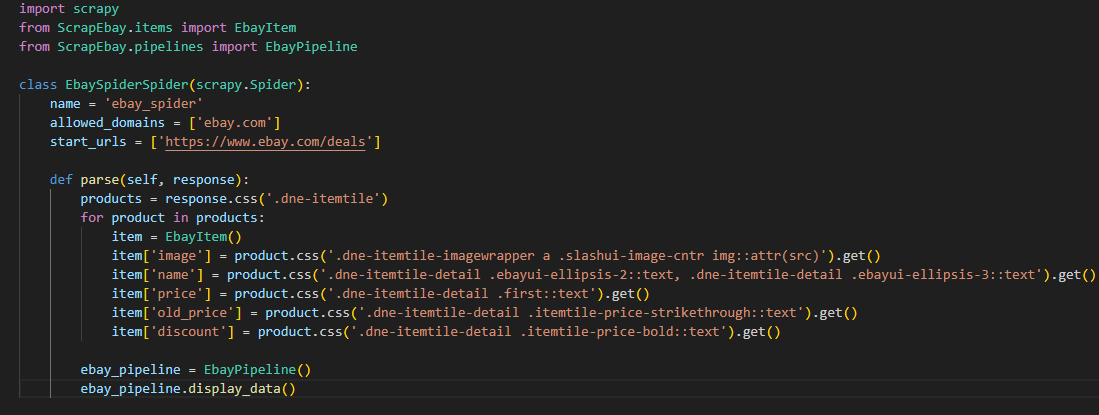 import scrapy
from ScrapEbay.items import EbayItem
from ScrapEbay.pipelines import EbayPipeline

class EbaySpiderSpider(scrapy.Spider):
    name = 'ebay_spider'
    allowed_domains = ['ebay.com']
    start_urls = ['https://www.ebay.com/deals']

    def parse(self, response):
        products = response.css('.dne-itemtile')
        for product in products:
            item = EbayItem()
            item['image'] = product.css('.dne-itemtile-imagewrapper a .slashui-image-cntr img::attr(src)').get()
            item['name'] = product.css('.dne-itemtile-detail .ebayui-ellipsis-2::text, .dne-itemtile-detail .ebayui-ellipsis-3::text').get()
            item['price'] = product.css('.dne-itemtile-detail .first::text').get()
            item['old_price'] = product.css('.dne-itemtile-detail .itemtile-price-strikethrough::text').get()
            item['discount'] = product.css('.dne-itemtile-detail .itemtile-price-bold::text').get()

        ebay_pipeline = EbayPipeline()
        ebay_pipeline.display_data()